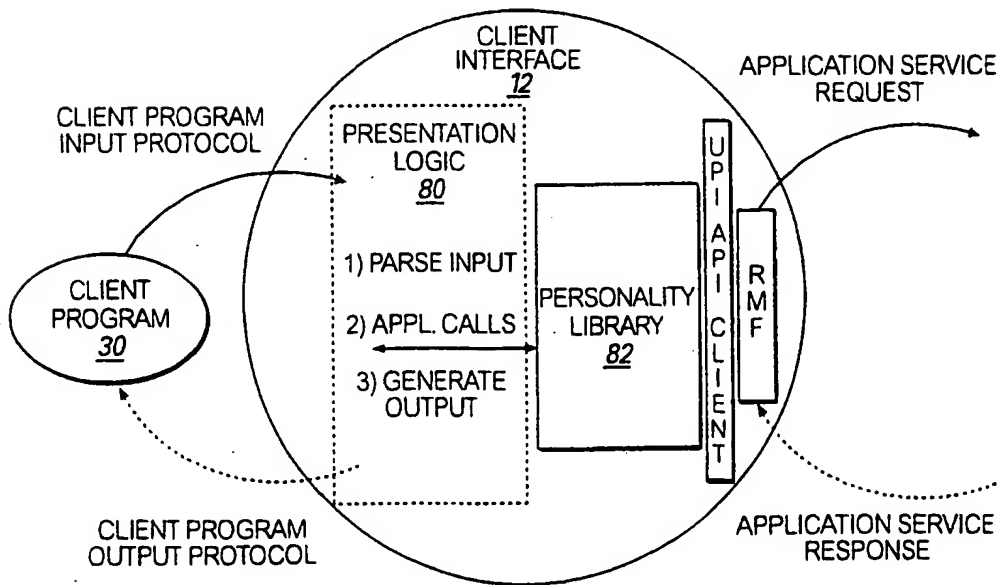 CLIENT
INTERFACE
12
APPLICATION SERVICE
REQUEST
CLIENT PROGRAM
INPUT PROTOCOL
PRESENTATION
LOGIC
80
1) PARSE INPUT
2) APPL. CALLS
3) GENERATE
OUTPUT
CLIENT
PROGRAM
30
PERSONALITY
LIBRARY
82
UPI API CLIENT
RMF
CLIENT PROGRAM
OUTPUT PROTOCOL
APPLICATION SERVICE
RESPONSE